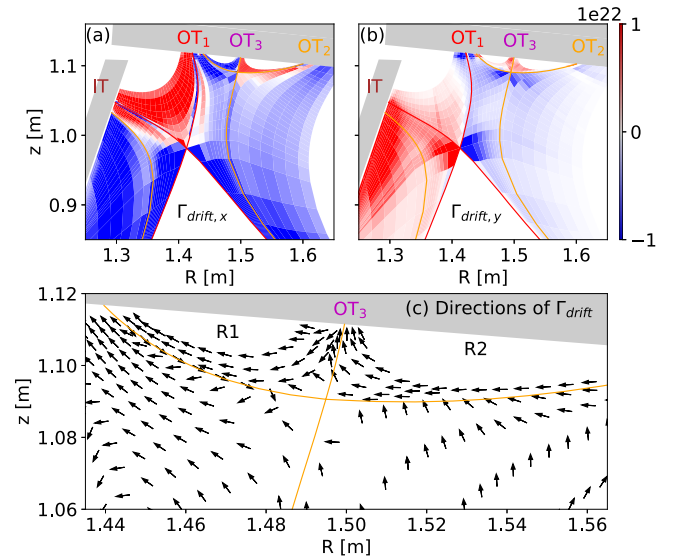 1e22
(a) OT₁ OT₃ OT₂
(b) OT₁ OT₃ OT₂
IT
IT
z [m]
1.1
1.0
0.9
Γ_drift, x
Γ_drift, y
1
0
−1
1.3 1.4 1.5 1.6
1.3 1.4 1.5 1.6
R [m]
R [m]
OT₃ (c) Directions of Γ_drift
R1 R2
z [m]
1.12
1.10
1.08
1.06
1.44 1.46 1.48 1.50 1.52 1.54 1.56
R [m]